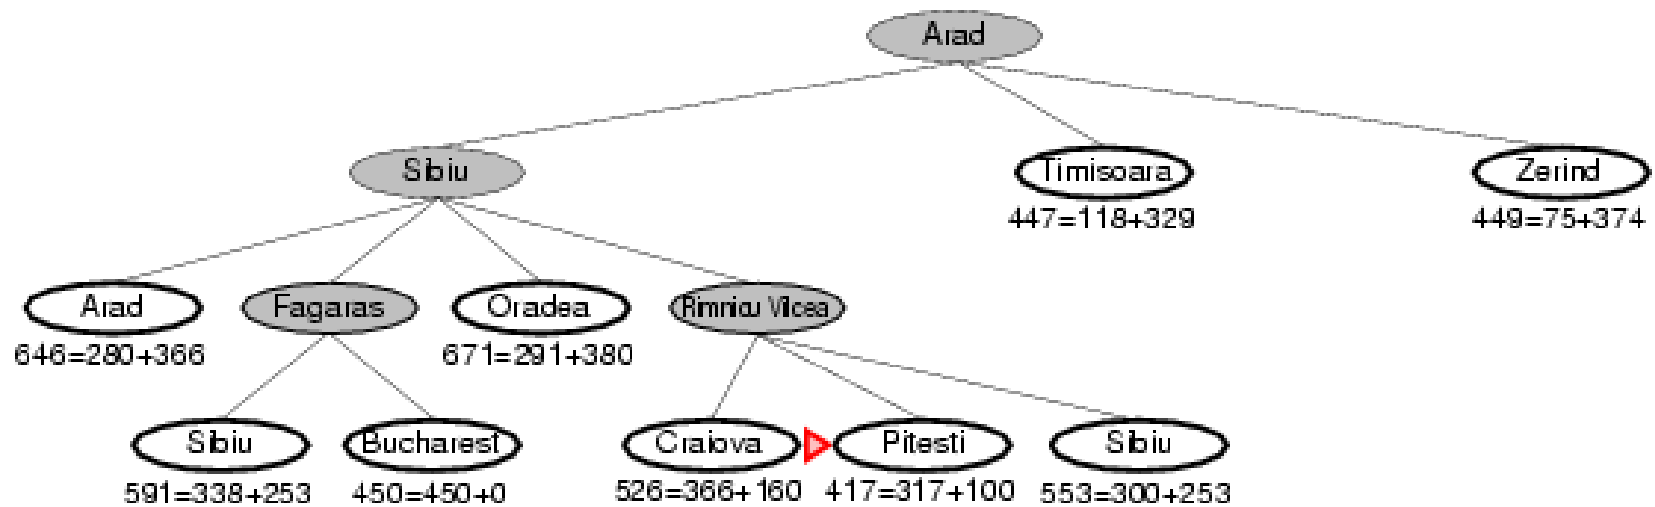 Arad
Sibiu
Timisoara
Zerind
447=118+329
449=75+374
Arad
Fagaras
Oradea
Rimnicu Vilcea
646=280+366
671=291+380
Sibiu
Bucharest
Craiova
Pitesti
Sibiu
591=338+253
450=450+0
526=366+160
417=317+100
553=300+253